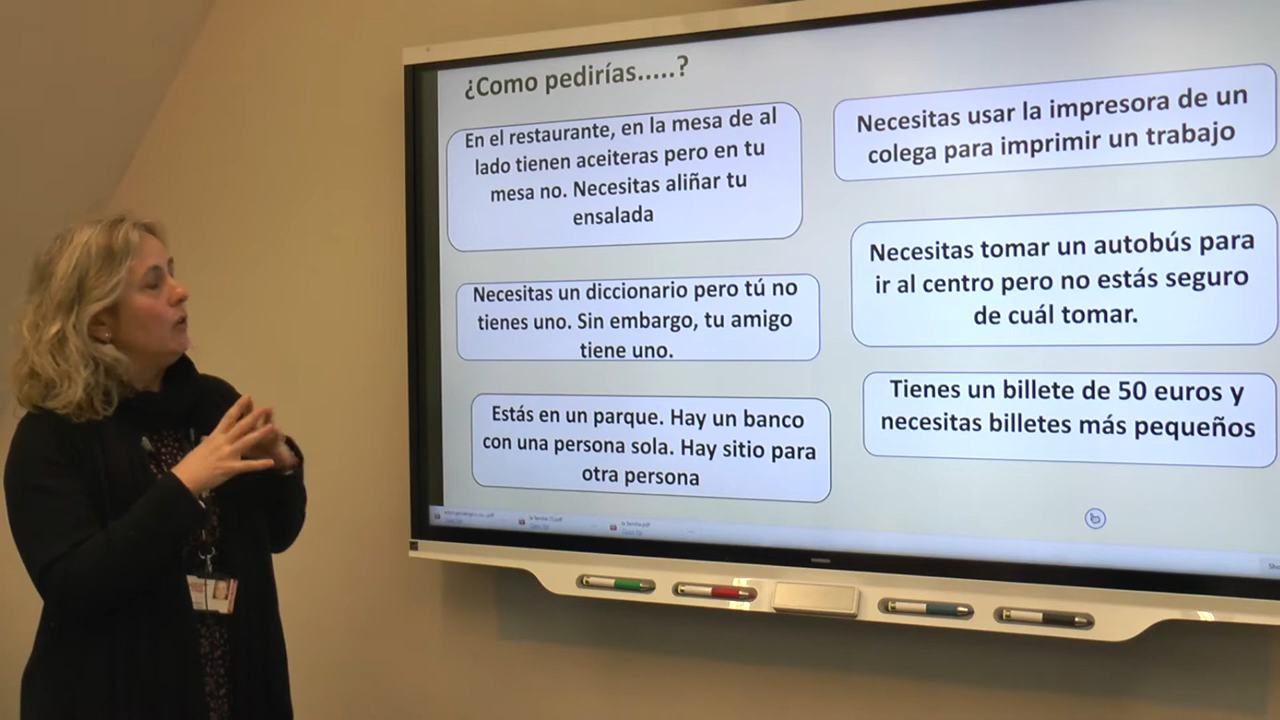 ¿Como pedirías.....?
En el restaurante, en la mesa de al
lado tienen aceiteras pero en tu
mesa no. Necesitas aliñar tu
ensalada
Necesitas un diccionario pero tú no
tienes uno. Sin embargo, tu amigo
tiene uno.
Estás en un parque. Hay un banco
con una persona sola. Hay sitio para
otra persona
Necesitas usar la impresora de un
colega para imprimir un trabajo
Necesitas tomar un autobús para
ir al centro pero no estás seguro
de cuál tomar.
Tienes un billete de 50 euros y
necesitas billetes más pequeños